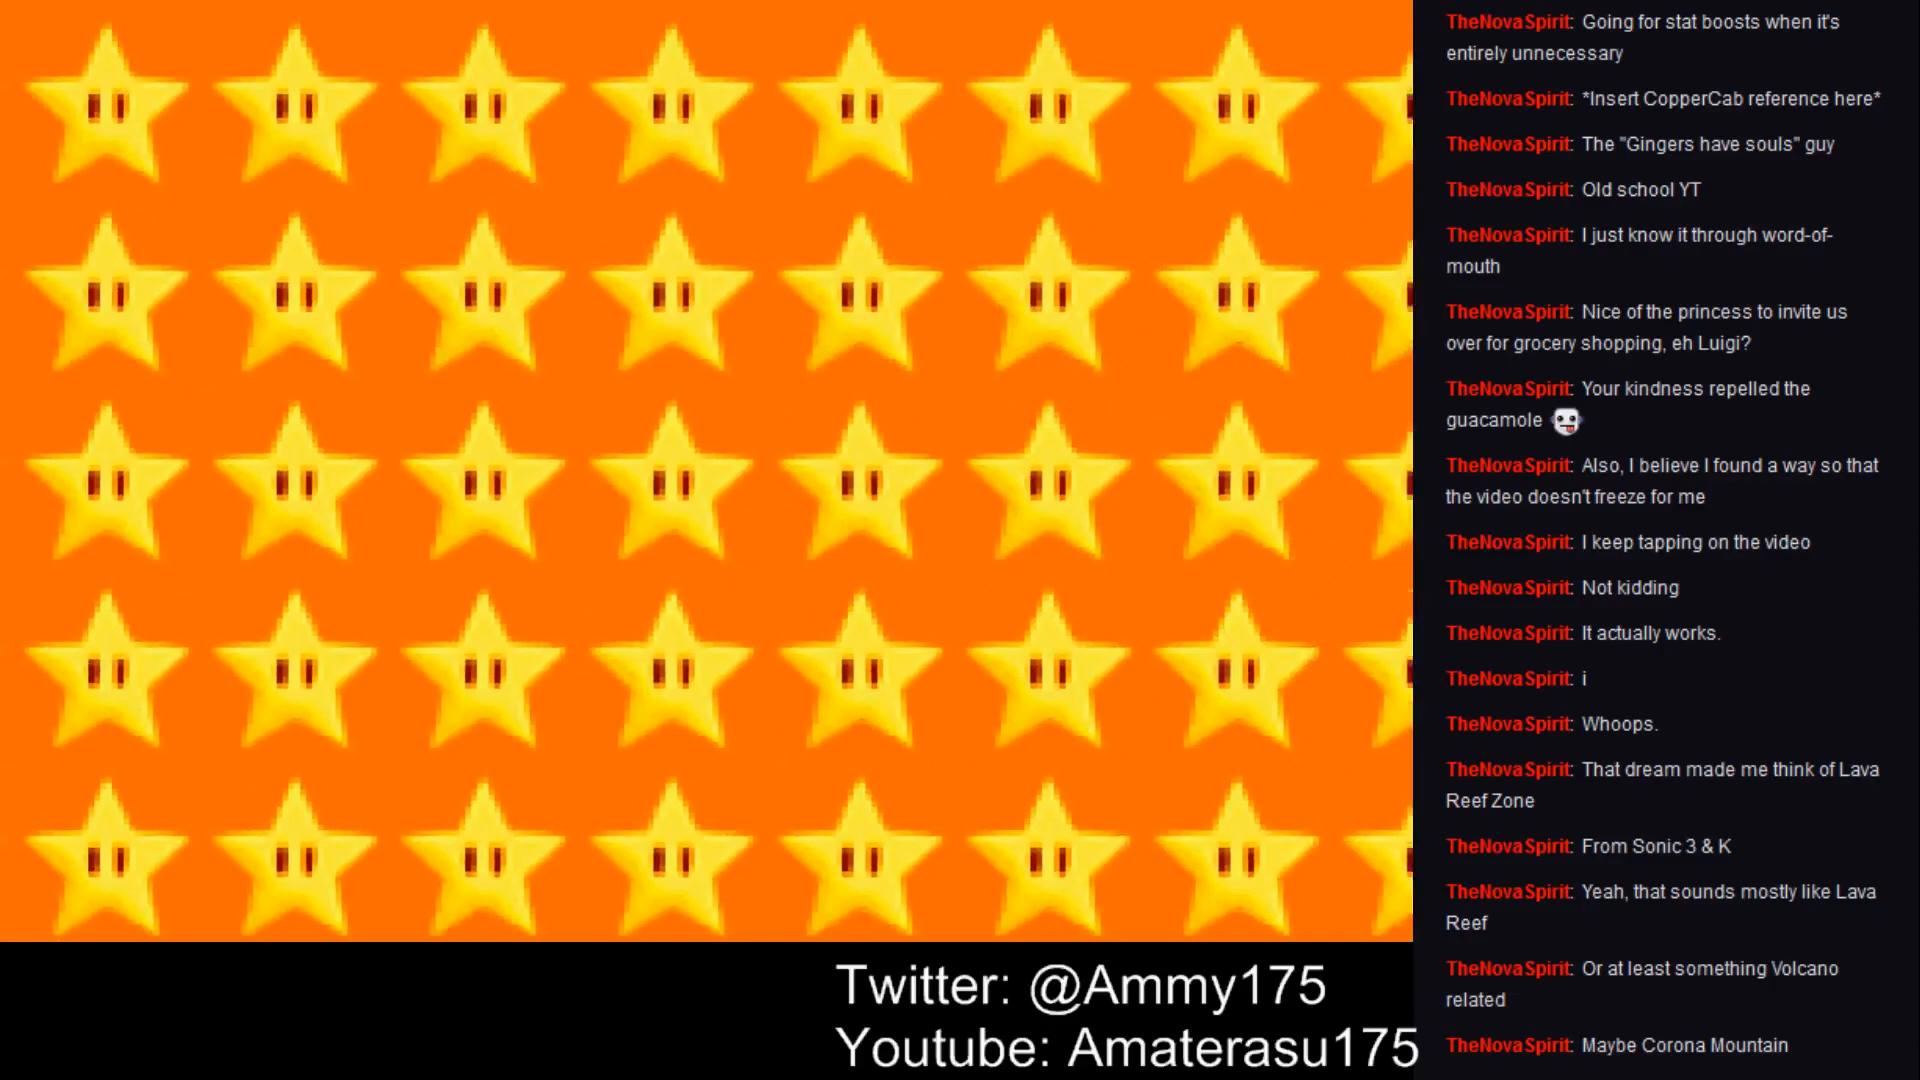 TheNovaSpirit: Going for stat boosts when it's
entirely unnecessary
TheNovaSpirit: *Insert CopperCab reference here*
TheNovaSpirit: The "Gingers have souls" guy
TheNovaSpirit: Old school YT
TheNovaSpirit: I just know it through word-of-
mouth
TheNovaSpirit: Nice of the princess to invite us
over for grocery shopping, eh Luigi?
TheNovaSpirit: Your kindness repelled the
guacamole
TheNovaSpirit: Also, I believe I found a way so that
the video doesn't freeze for me
TheNovaSpirit: I keep tapping on the video
TheNovaSpirit: Not kidding
TheNovaSpirit: It actually works.
TheNovaSpirit: i
TheNovaSpirit: Whoops.
TheNovaSpirit: That dream made me think of Lava
Reef Zone
TheNovaSpirit: From Sonic 3 & K
TheNovaSpirit: Yeah, that sounds mostly like Lava
Reef
TheNovaSpirit: Or at least something Volcano
related
TheNovaSpirit: Maybe Corona Mountain
Twitter: @Ammy175
Youtube: Amaterasu175